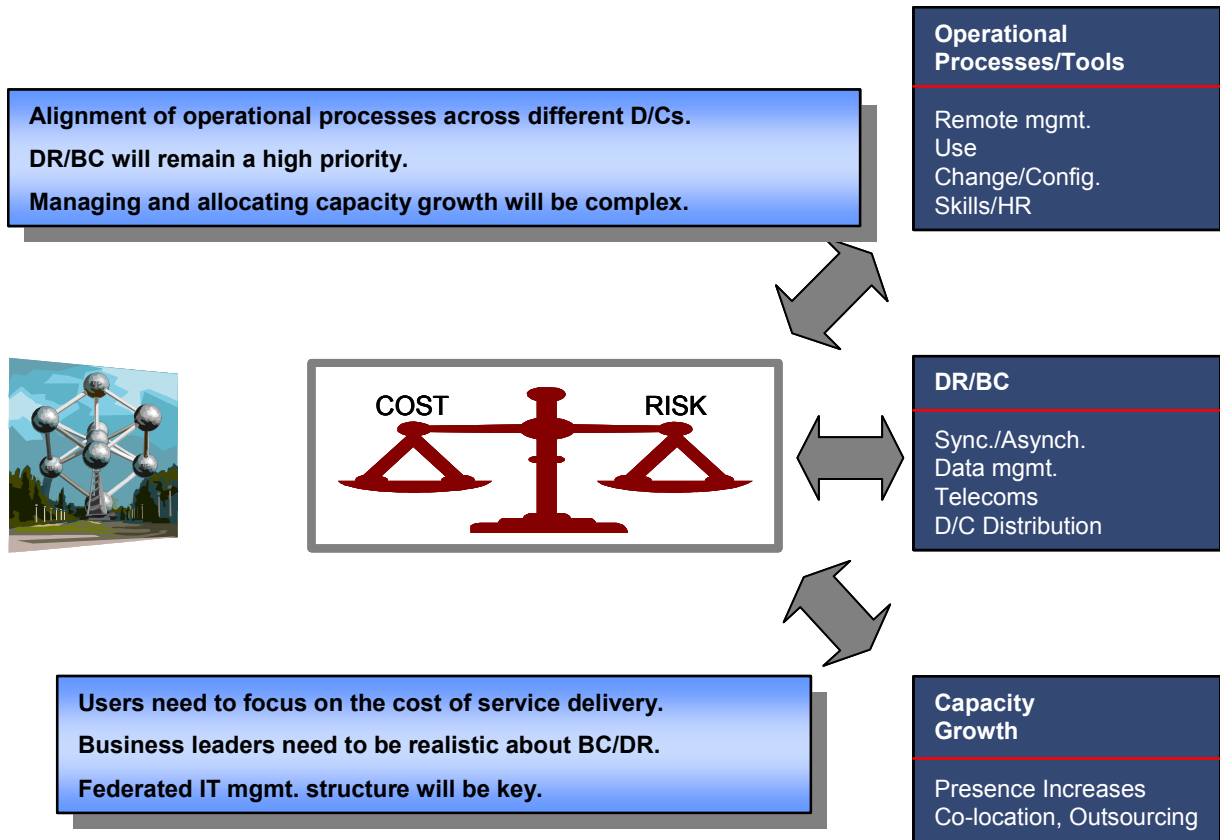 Operational
Processes/Tools
Remote mgmt.
Use
Change/Config.
Skills/HR
Alignment of operational processes across different D/Cs.
DR/BC will remain a high priority.
Managing and allocating capacity growth will be complex.
COST
RISK
DR/BC
Sync./Asynch.
Data mgmt.
Telecoms
D/C Distribution
Users need to focus on the cost of service delivery.
Business leaders need to be realistic about BC/DR.
Federated IT mgmt. structure will be key.
Capacity
Growth
Presence Increases
Co-location, Outsourcing